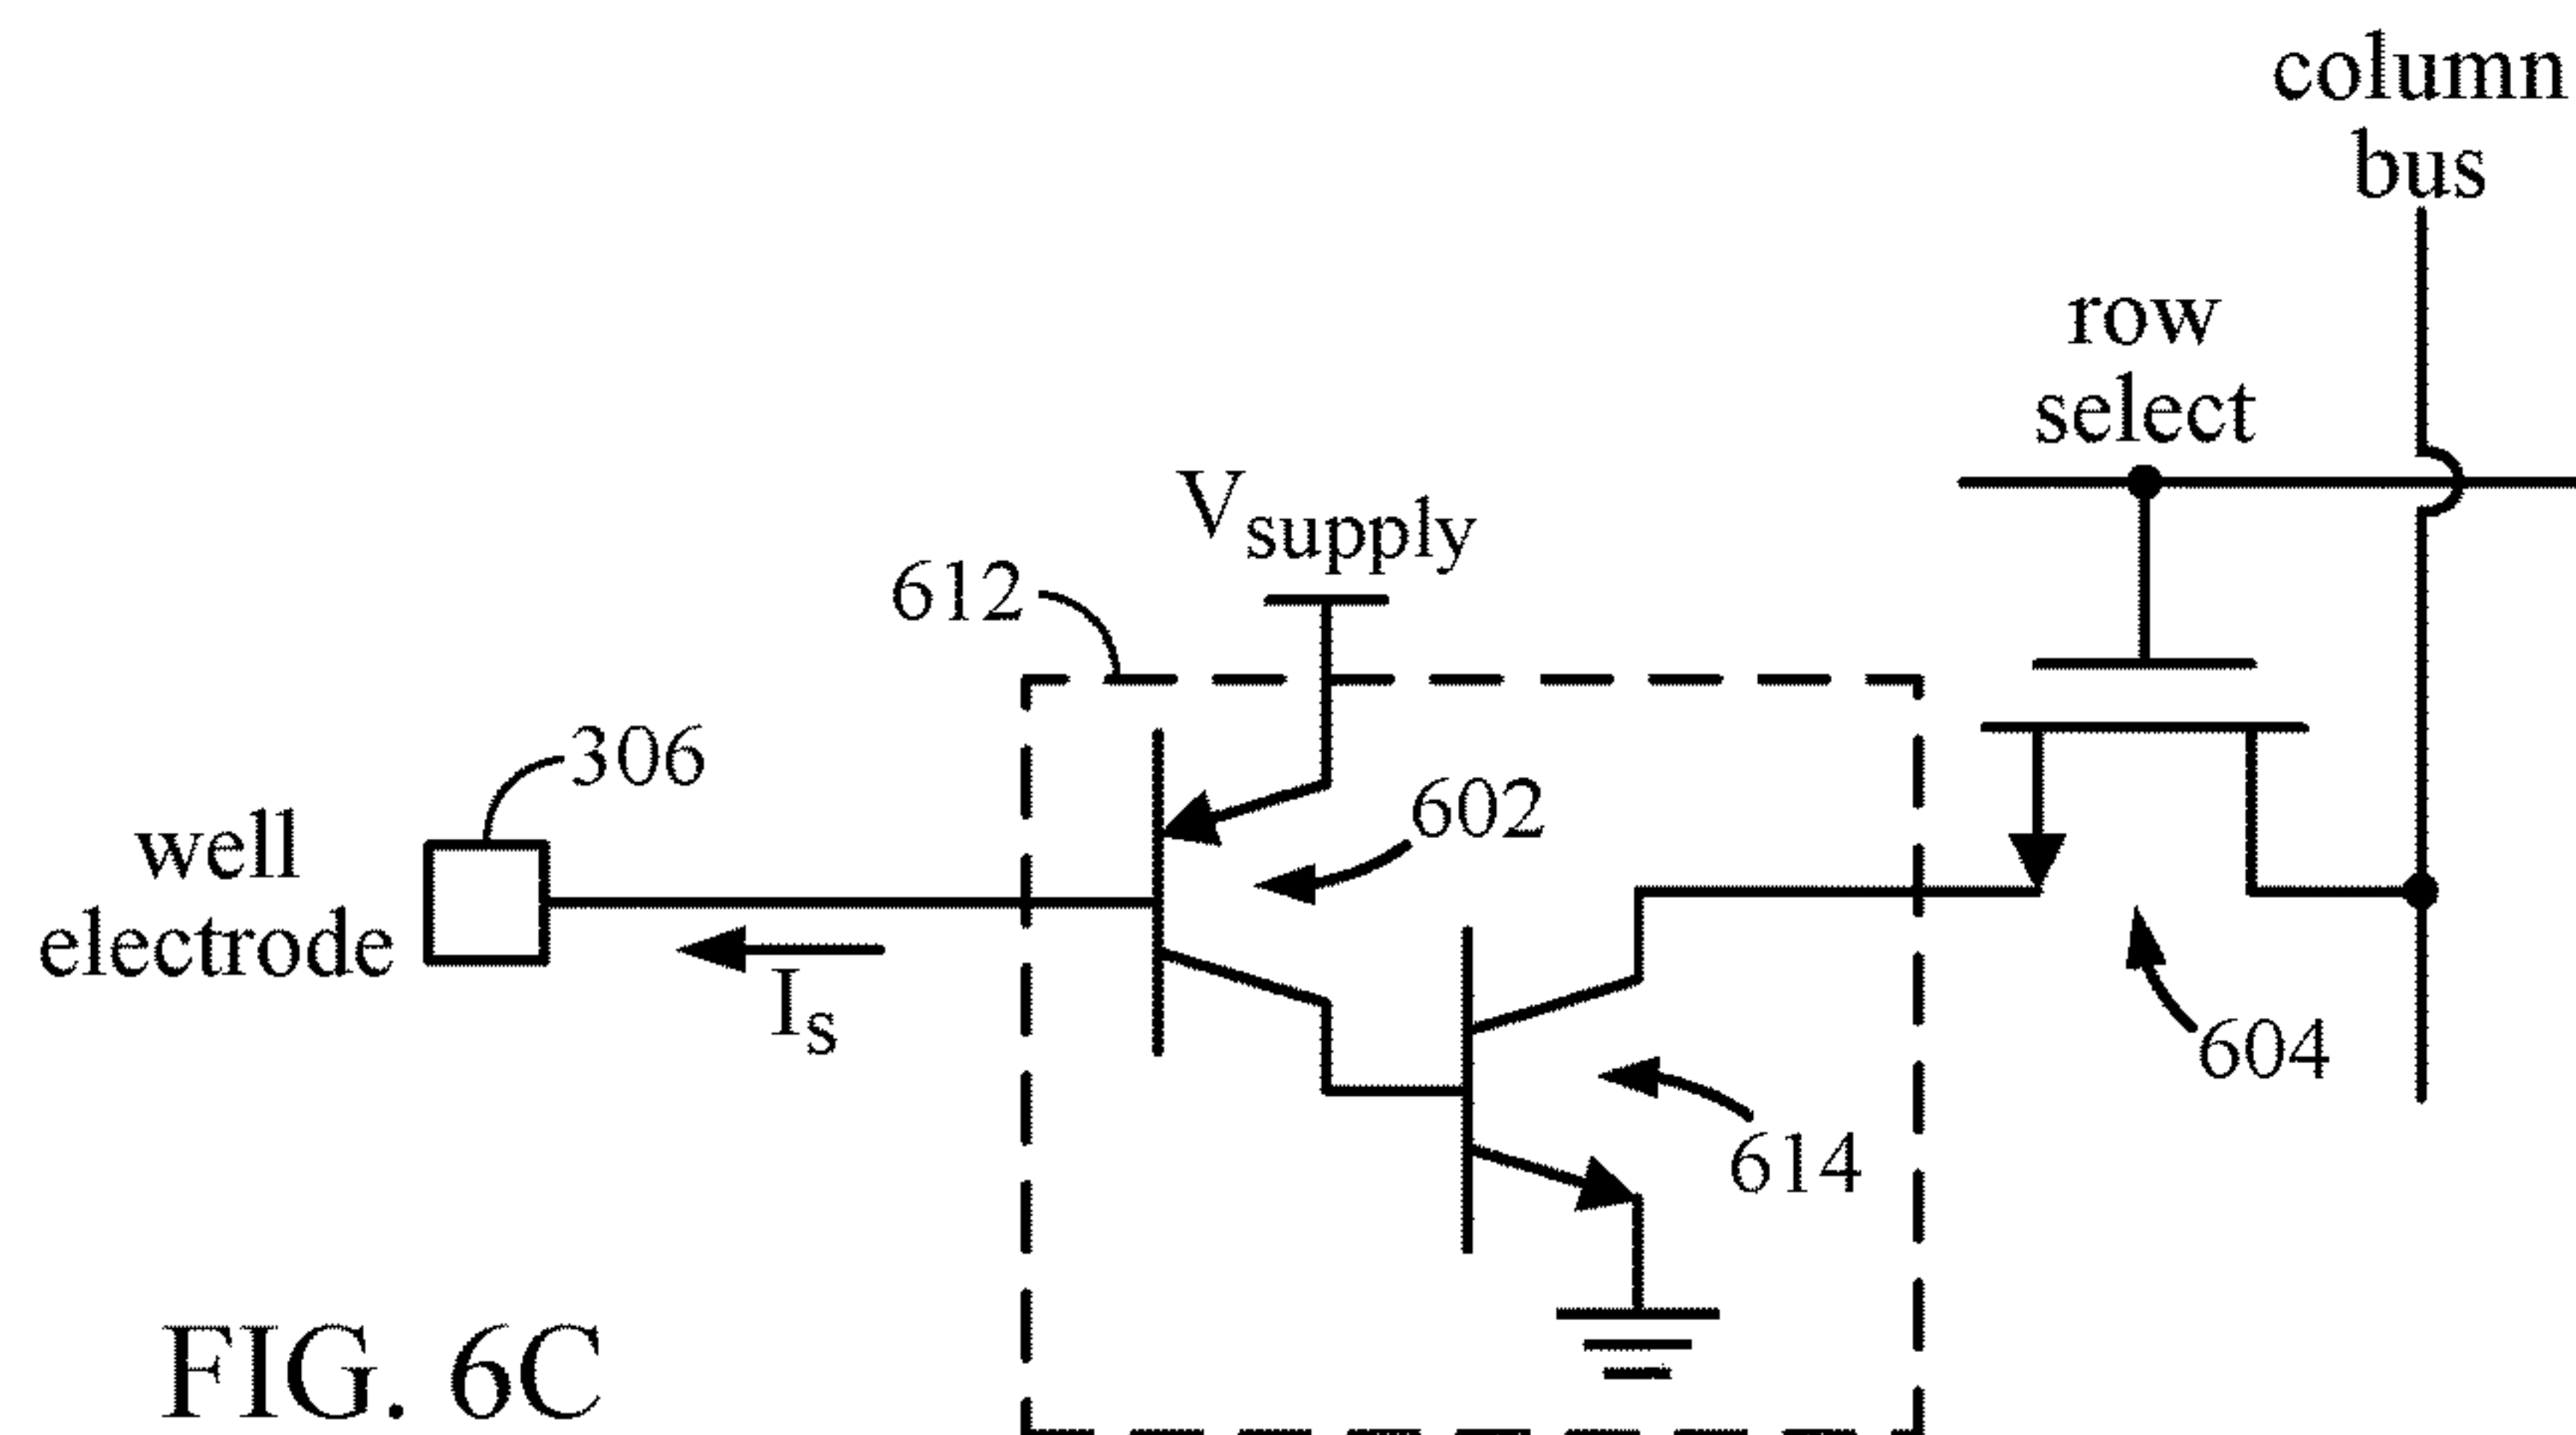 column
bus
row
select
Vsupply
612
306
602
well
electrode
Is
604
614
FIG. 6C